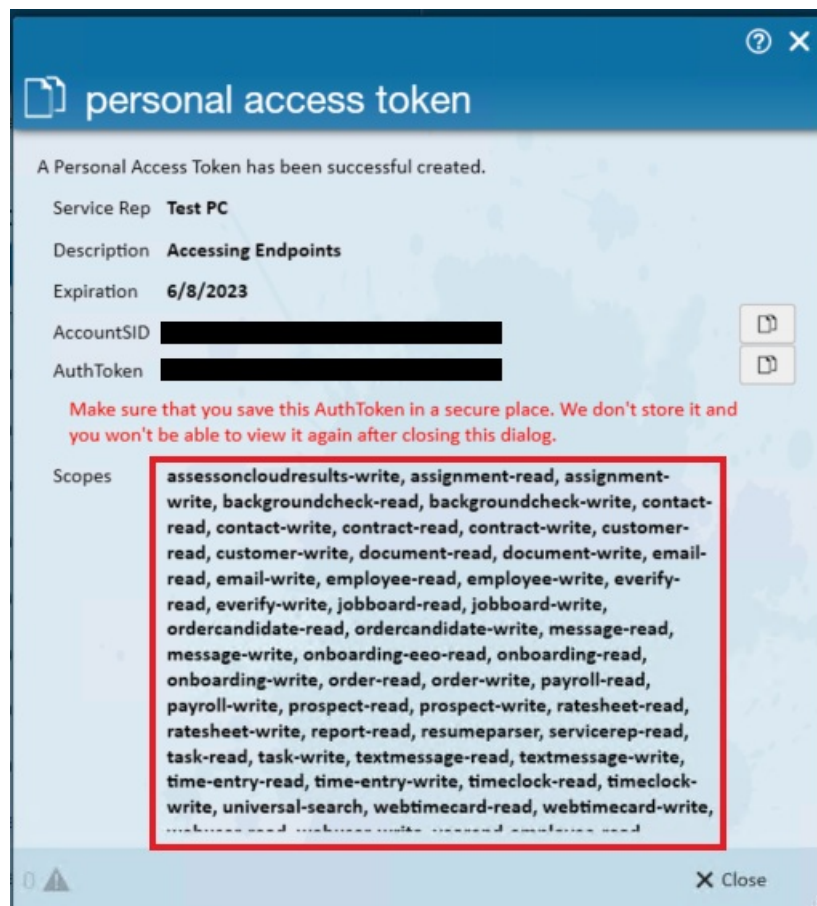 personal access token
A Personal Access Token has been successful created.
Service Rep Test PC
Description Accessing Endpoints
Expiration 6/8/2023
AccountSID
AuthToken
Make sure that you save this AuthToken in a secure place. We don't store it and
you won't be able to view it again after closing this dialog.
Scopes assessoncloudresults-write, assignment-read, assignment-
write, backgroundcheck-read, backgroundcheck-write, contact-
read, contact-write, contract-read, contract-write, customer-
read, customer-write, document-read, document-write, email-
read, email-write, employee-read, employee-write, everify-
read, everify-write, jobboard-read, jobboard-write,
ordercandidate-read, ordercandidate-write, message-read,
message-write, onboarding-eeo-read, onboarding-read,
onboarding-write, order-read, order-write, payroll-read,
payroll-write, prospect-read, prospect-write, ratesheet-read,
ratesheet-write, report-read, resumeparser, servicerep-read,
task-read, task-write, textmessage-read, textmessage-write,
time-entry-read, time-entry-write, timeclock-read, timeclock-
write, universal-search, webtimecard-read, webtimecard-write,
0
Close